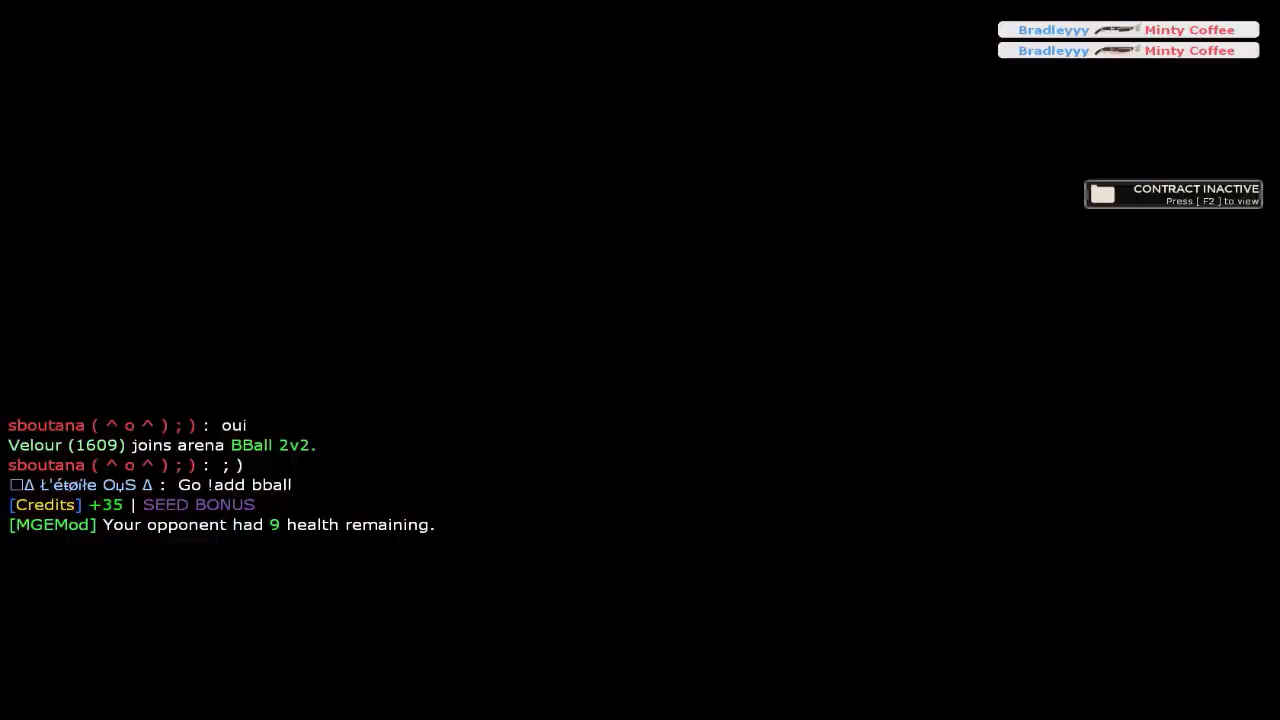 Bradleyyy Minty Coffee
Bradleyyy Minty Coffee
CONTRACT INACTIVE
Press [ F2 ] to view
sboutana ( ^ o ^ ) ; ) : oui
Velour (1609) joins arena BBall 2v2.
sboutana ( ^ o ^ ) ; ) : ; )
Δ : Go !add bball
[Credits] +35 | SEED BONUS
[MGEMod] Your opponent had 9 health remaining.